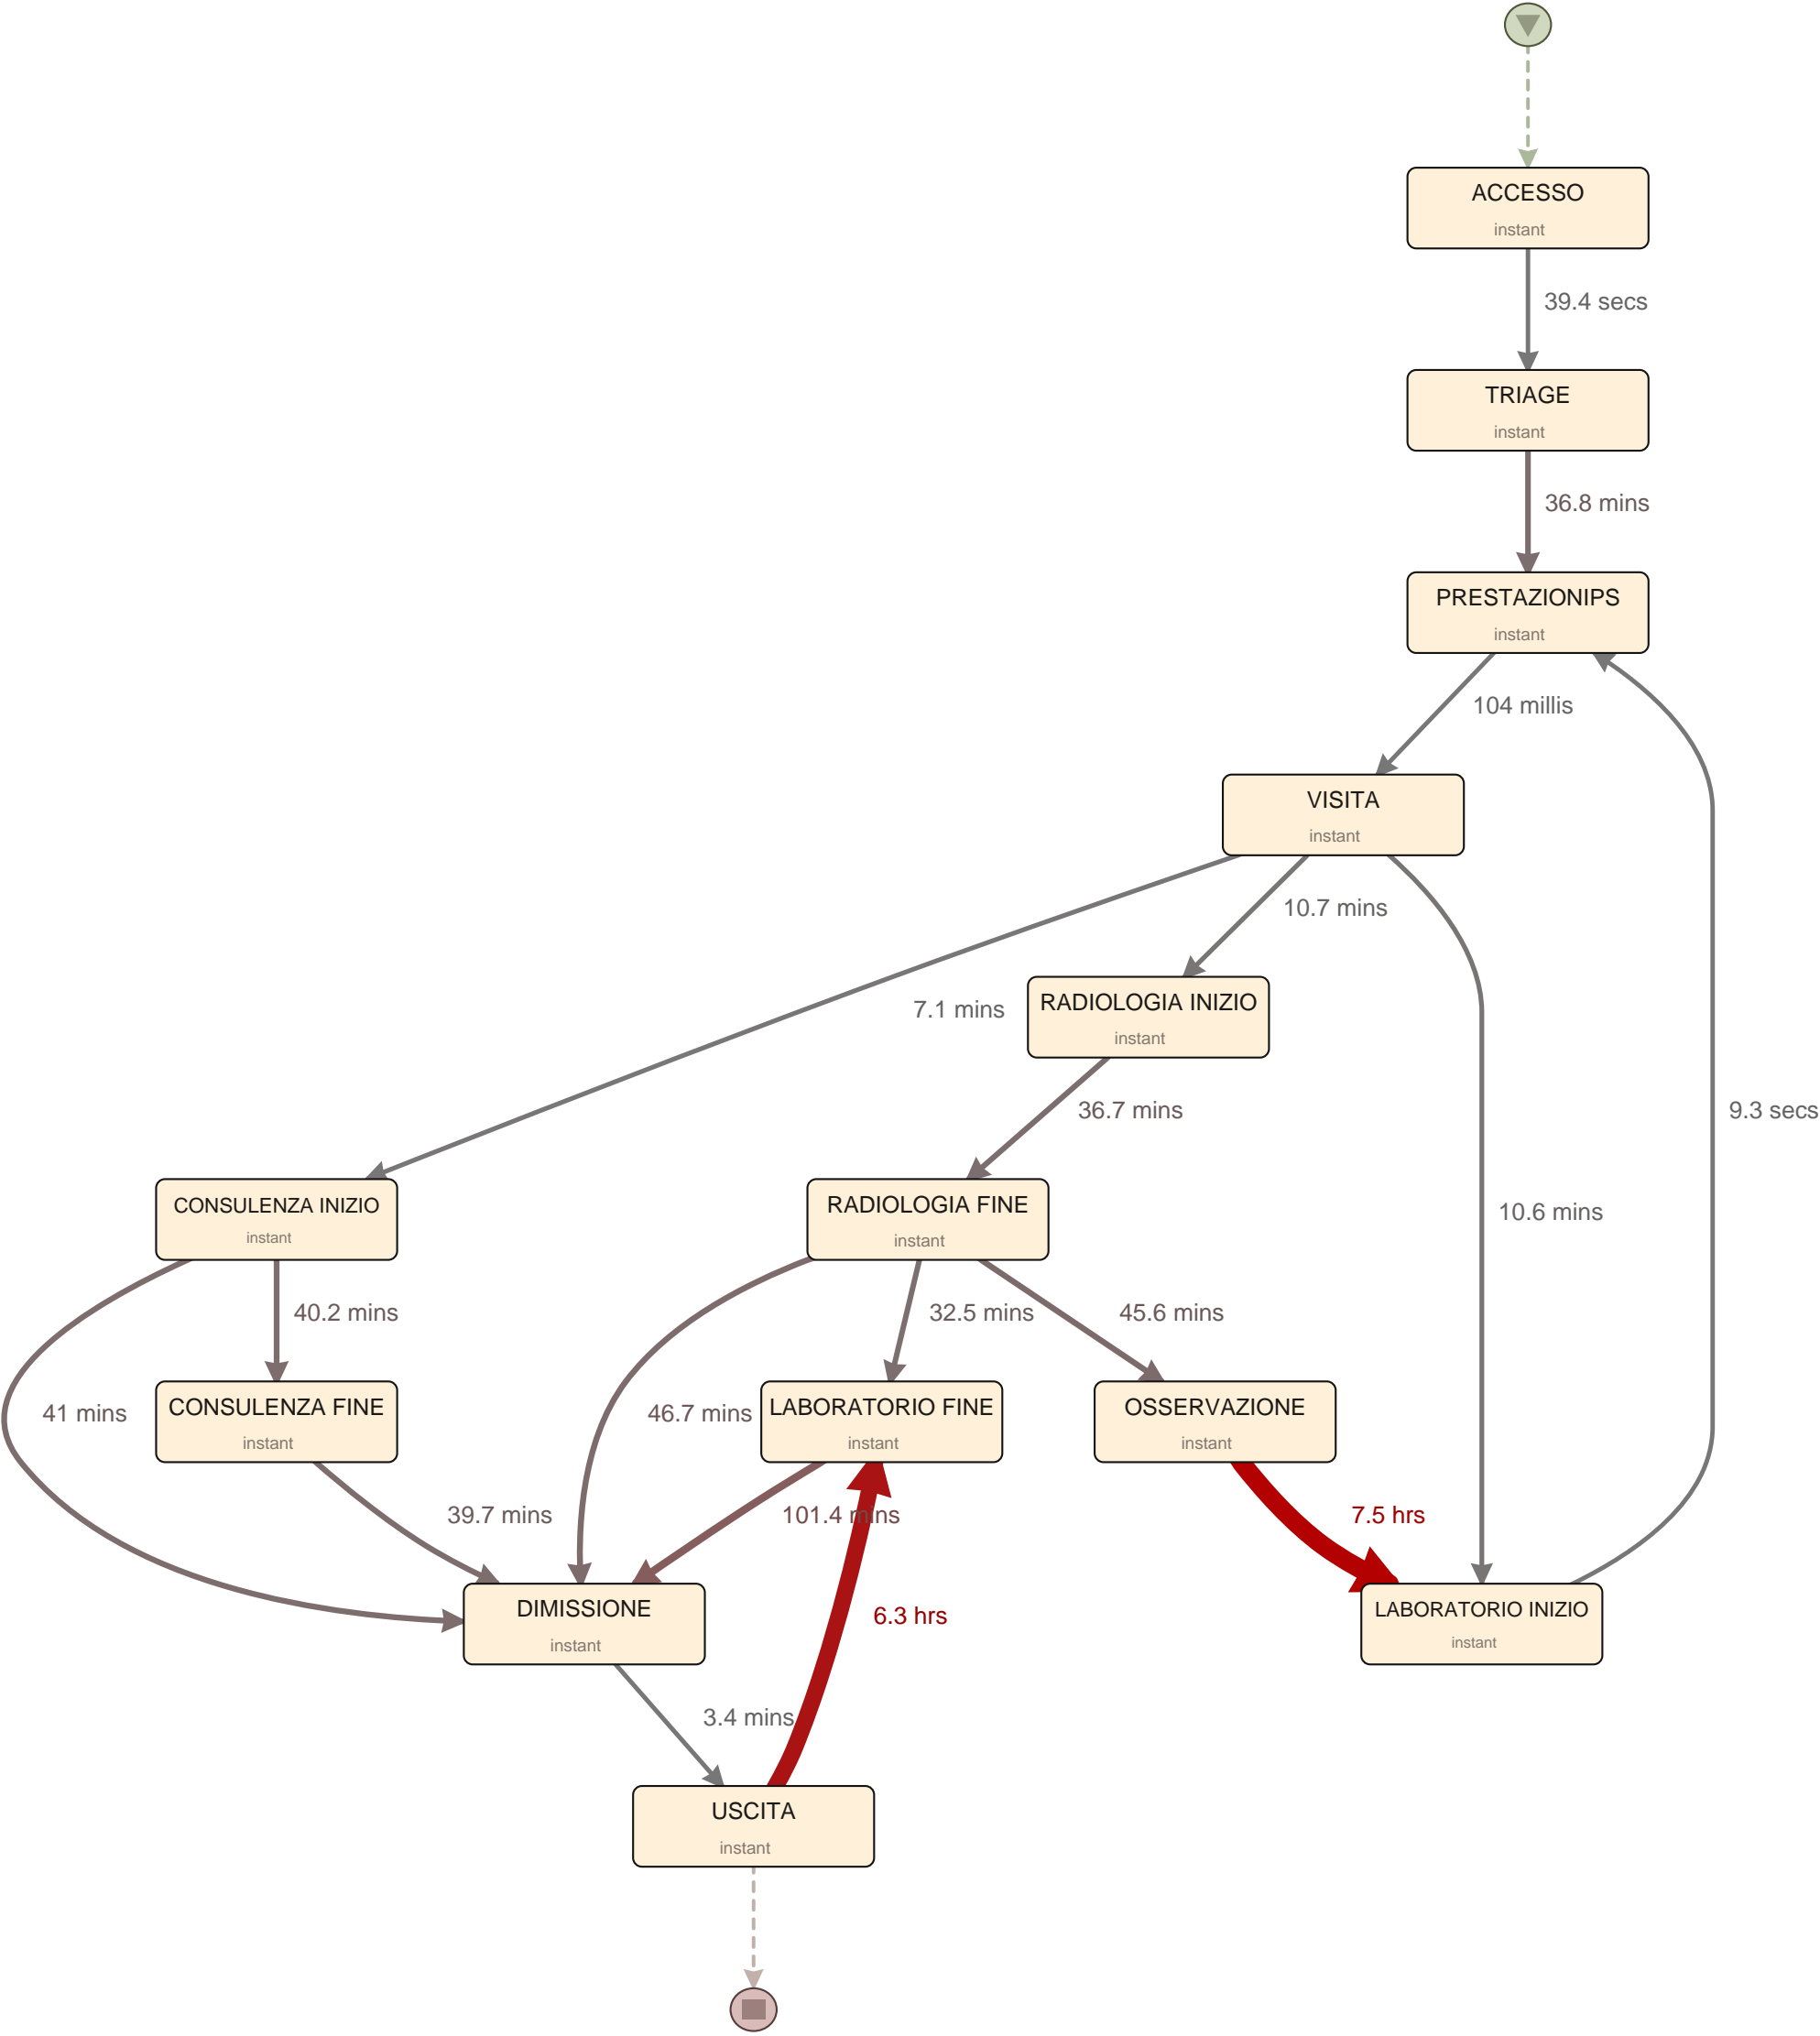 ACCESSO
instant
39.4 secs
TRIAGE
instant
36.8 mins
PRESTAZIONIPS
instant
104 millis
VISITA
instant
10.7 mins
7.1 mins
RADIOLOGIA INIZIO
instant
36.7 mins
9.3 secs
CONSULENZA INIZIO
instant
RADIOLOGIA FINE
instant
10.6 mins
40.2 mins
32.5 mins
45.6 mins
41 mins
CONSULENZA FINE
instant
46.7 mins
LABORATORIO FINE
instant
OSSERVAZIONE
instant
39.7 mins
101.4 mins
7.5 hrs
DIMISSIONE
instant
6.3 hrs
LABORATORIO INIZIO
instant
3.4 mins
USCITA
instant